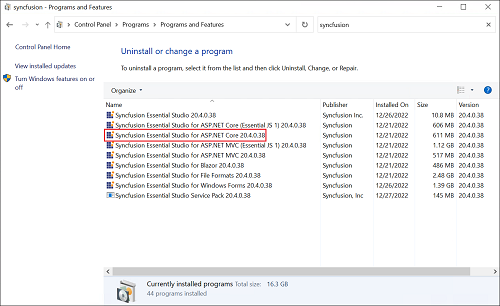 syncfusion - Programs and Features
Control Panel > Programs > Programs and Features
syncfusion
Control Panel Home
View installed updates
Turn Windows features on or
off
Uninstall or change a program
To uninstall a program, select it from the list and then click Uninstall, Change, or Repair.
Organize
Name Publisher Installed On Size Version
Syncfusion Essential Studio 20.4.0.38 Syncfusion Inc. 12/26/2022 10.8 MB 20.4.0.38
Syncfusion Essential Studio for ASP.NET Core (Essential JS 1) 20.4.0.38 Syncfusion 12/21/2022 606 MB 20.4.0.38
Syncfusion Essential Studio for ASP.NET Core 20.4.0.38 Syncfusion 12/21/2022 611 MB 20.4.0.38
Syncfusion Essential Studio for ASP.NET MVC (Essential JS 1) 20.4.0.38 Syncfusion 12/21/2022 1.12 GB 20.4.0.38
Syncfusion Essential Studio for ASP.NET MVC 20.4.0.38 Syncfusion 12/21/2022 517 MB 20.4.0.38
Syncfusion Essential Studio for Blazor 20.4.0.38 Syncfusion 12/21/2022 486 MB 20.4.0.38
Syncfusion Essential Studio for File Formats 20.4.0.38 Syncfusion 12/21/2022 2.48 GB 20.4.0.38
Syncfusion Essential Studio for Windows Forms 20.4.0.38 Syncfusion 12/26/2022 1.39 GB 20.4.0.38
Syncfusion Essential Studio Service Pack 20.4.0.38 Syncfusion, Inc 12/27/2022 145 MB 20.4.0.38
Currently installed programs Total size: 16.3 GB
44 programs installed